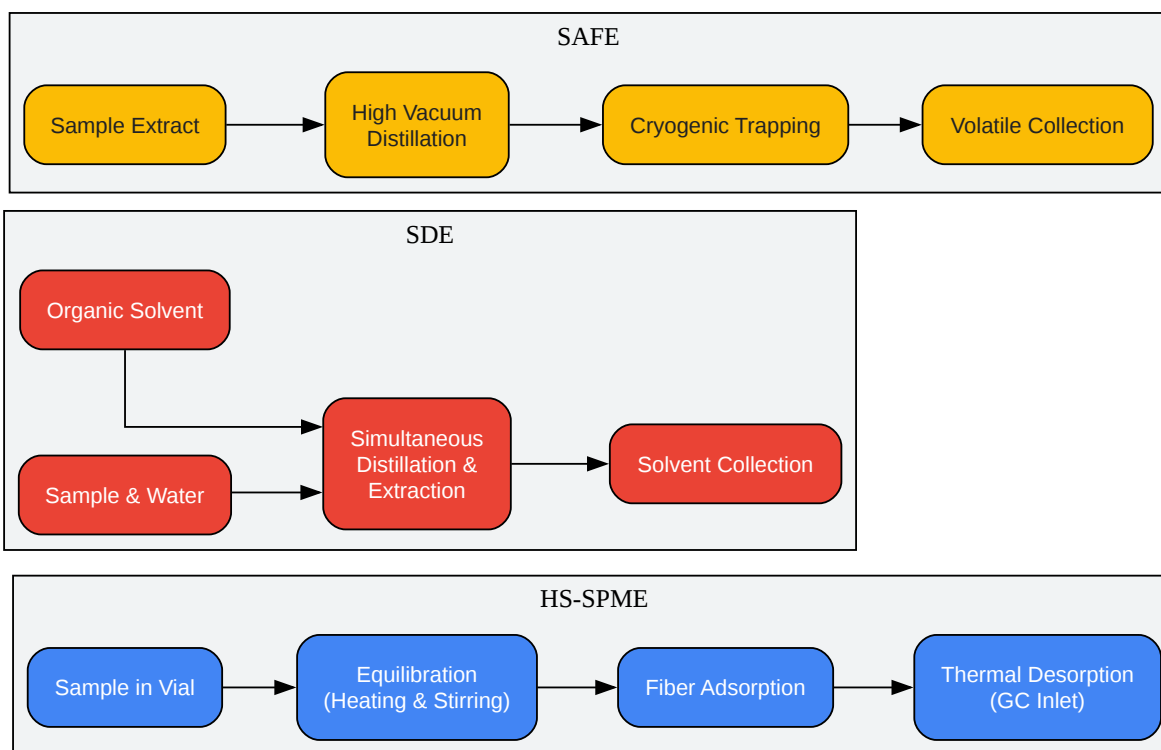 SAFE
Sample Extract
High Vacuum
Distillation
Cryogenic Trapping
Volatile Collection
SDE
Organic Solvent
Sample & Water
Simultaneous
Distillation &
Extraction
Solvent Collection
HS-SPME
Sample in Vial
Equilibration
(Heating & Stirring)
Fiber Adsorption
Thermal Desorption
(GC Inlet)